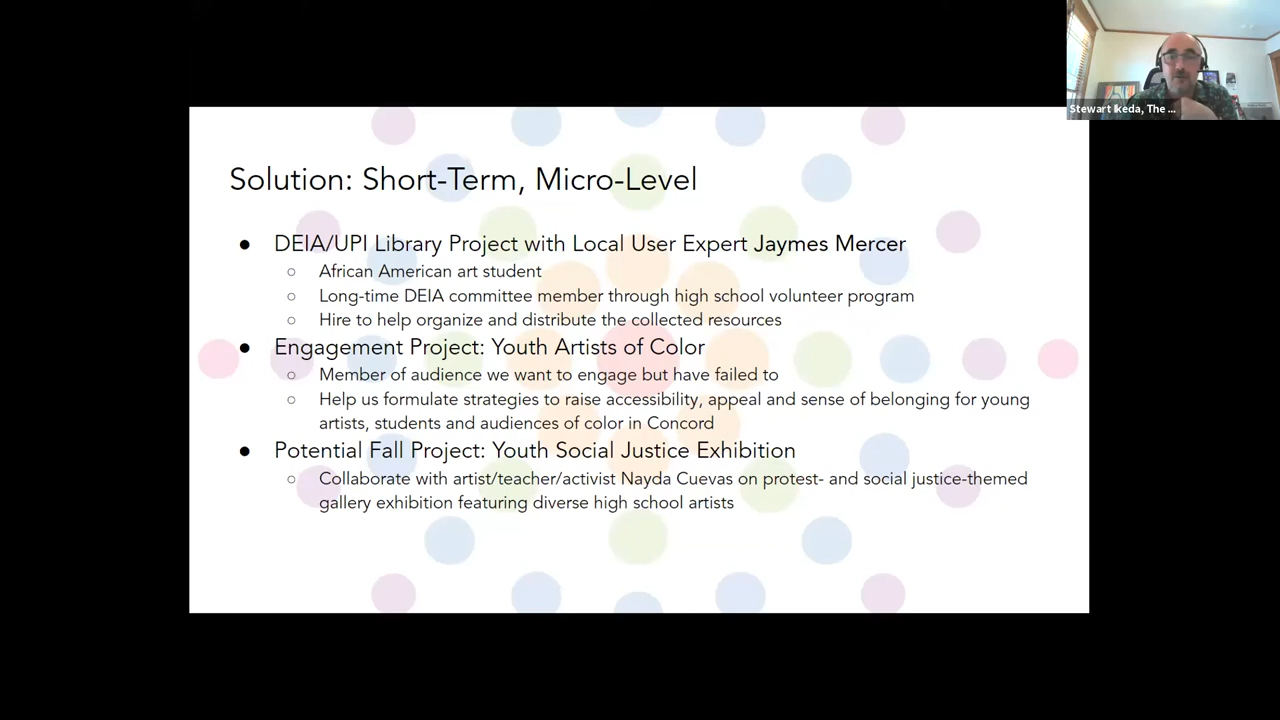 Stewart Ikeda, The ...
Solution: Short-Term, Micro-Level
● DEIA/UPI Library Project with Local User Expert Jaymes Mercer
○ African American art student
○ Long-time DEIA committee member through high school volunteer program
○ Hire to help organize and distribute the collected resources
● Engagement Project: Youth Artists of Color
○ Member of audience we want to engage but have failed to
○ Help us formulate strategies to raise accessibility, appeal and sense of belonging for young
artists, students and audiences of color in Concord
● Potential Fall Project: Youth Social Justice Exhibition
○ Collaborate with artist/teacher/activist Nayda Cuevas on protest- and social justice-themed
gallery exhibition featuring diverse high school artists